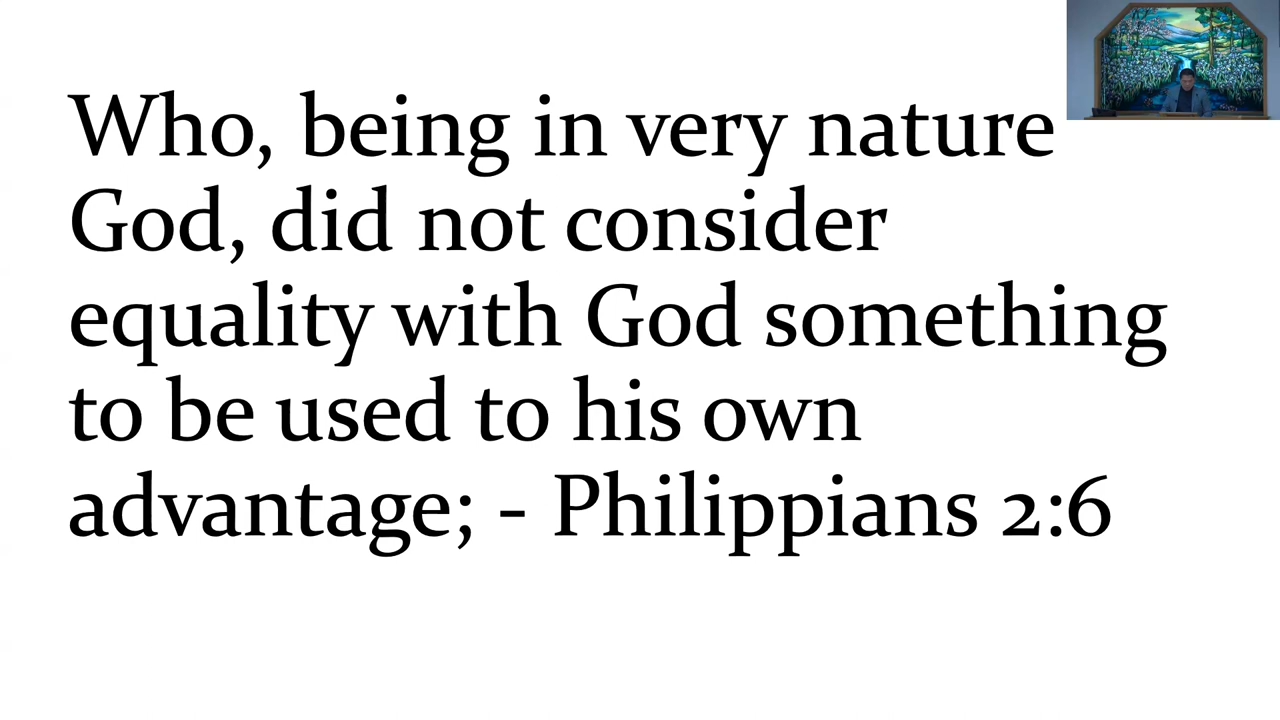 Who, being in very nature
God, did not consider
equality with God something
to be used to his own
advantage; - Philippians 2:6